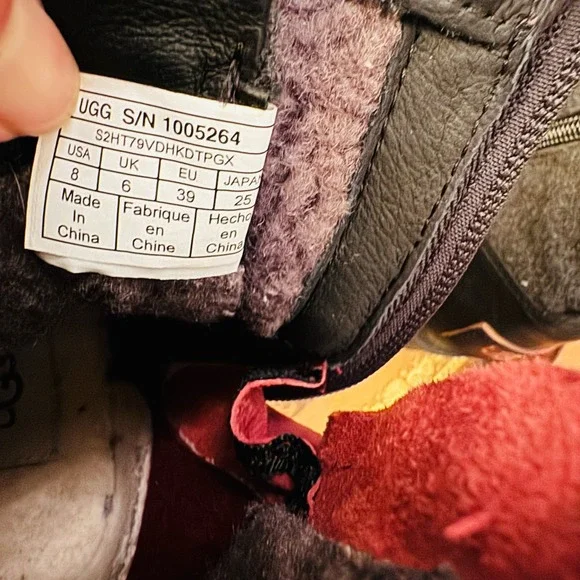 UGG S/N 1005264
S2HT79VDHKDTPGX
USA UK EU JAPA
8 6 39 25
Made Fabrique Hecho
In en en
China Chine China